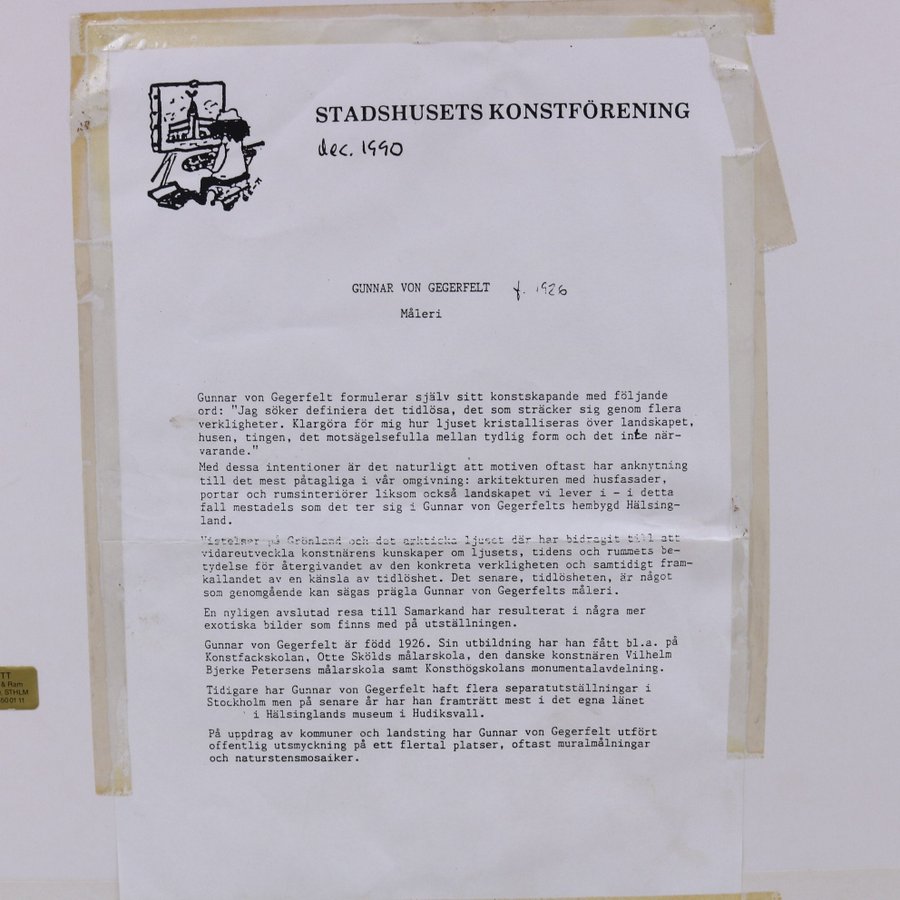 STADSHUSETS KONSTFÖRENING
dec. 1990
GUNNAR VON GEGERFELT f. 1926
Måleri
Gunnar von Gegerfelt formulerar själv sitt konstskapande med följande
ord: "Jag söker definiera det tidlösa, det som sträcker sig genom flera
verkligheter. Klargöra för mig hur ljuset kristalliseras över landskapet,
husen, tingen, det motsägelsefulla mellan tydlig form och det inte när-
varande."
Med dessa intentioner är det naturligt att motiven oftast har anknytning
till det mest påtagliga i vår omgivning: arkitekturen med husfasader,
portar och rumsinteriörer liksom också landskapet vi lever i - i detta
fall mestadels som det ter sig i Gunnar von Gegerfelts hembygd Hälsing-
land.
Vistelser på Grönland och det arktiska ljuset där har bidragit till att
vidareutveckla konstnärens kunskaper om ljusets, tidens och rummets be-
tydelse för återgivandet av den konkreta verkligheten och samtidigt fram-
kallandet av en känsla av tidlöshet. Det senare, tidlösheten, är något
som genomgående kan sägas prägla Gunnar von Gegerfelts måleri.
En nyligen avslutad resa till Samarkand har resulterat i några mer
exotiska bilder som finns med på utställningen.
Gunnar von Gegerfelt är född 1926. Sin utbildning har han fått bl.a. på
Konstfackskolan, Otte Skölds målarskola, den danske konstnären Vilhelm
Bjerke Petersens målarskola samt Konsthögskolans monumentalavdelning.
Tidigare har Gunnar von Gegerfelt haft flera separatutställningar i
Stockholm men på senare år har han framträtt mest i det egna länet
i Hälsinglands museum i Hudiksvall.
På uppdrag av kommuner och landsting har Gunnar von Gegerfelt utfört
offentlig utsmyckning på ett flertal platser, oftast muralmålningar
och naturstensmosaiker.
TT
& Ram
STHLM
50 01 11